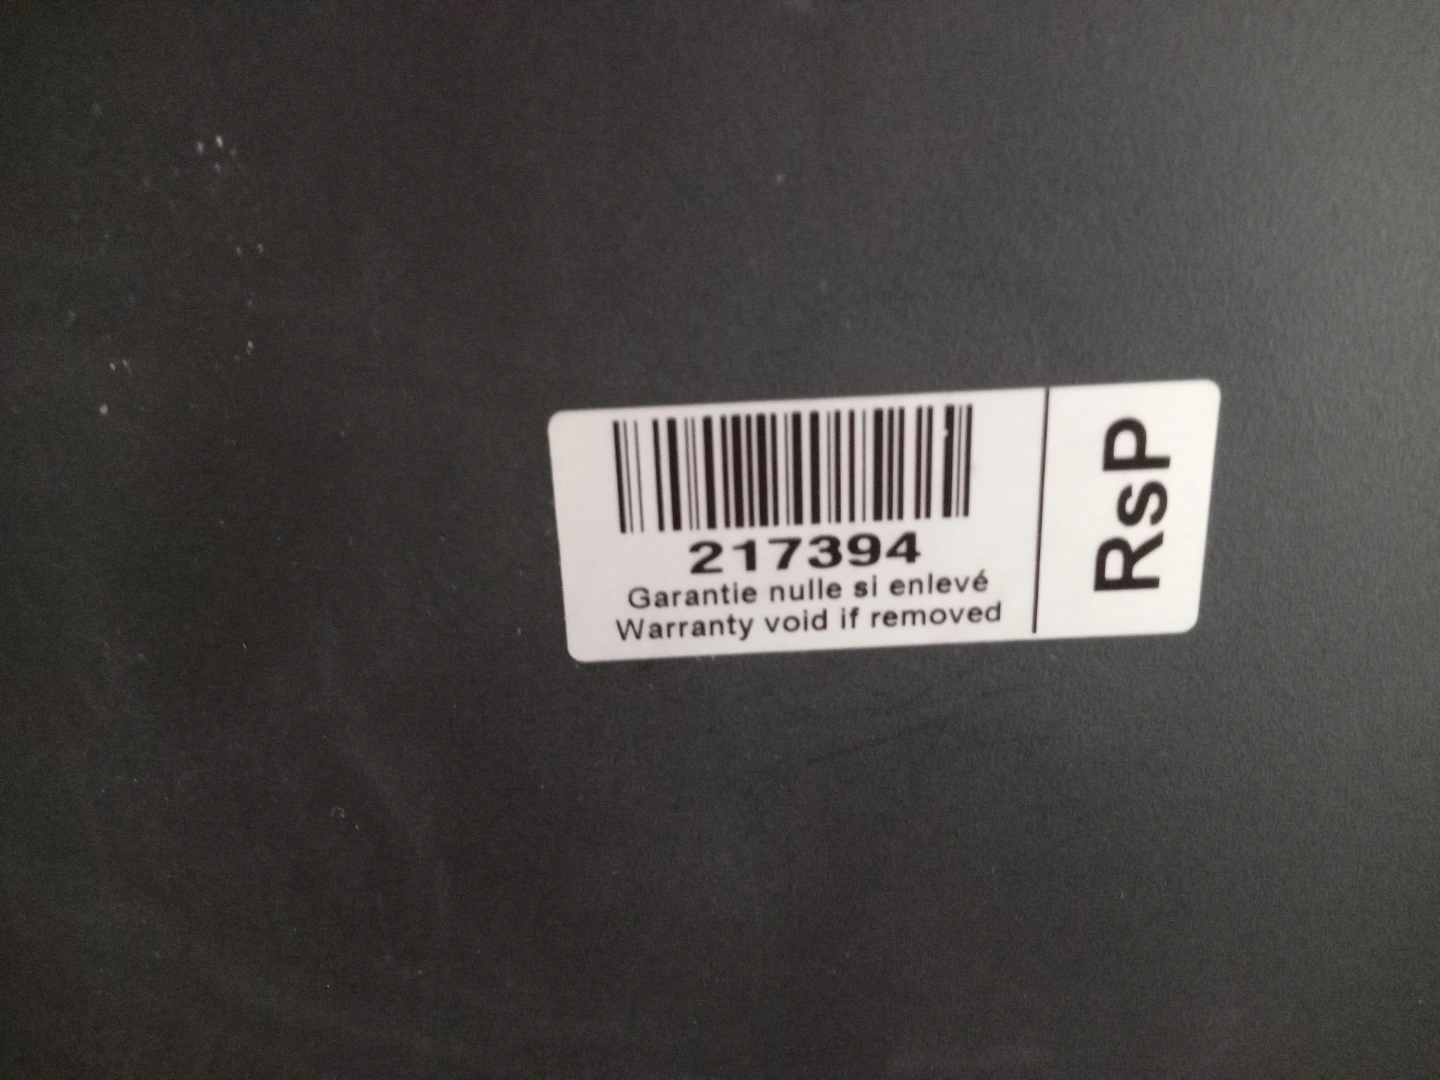 217394
Garantie nulle si enlevé
Warranty void if removed
RsP